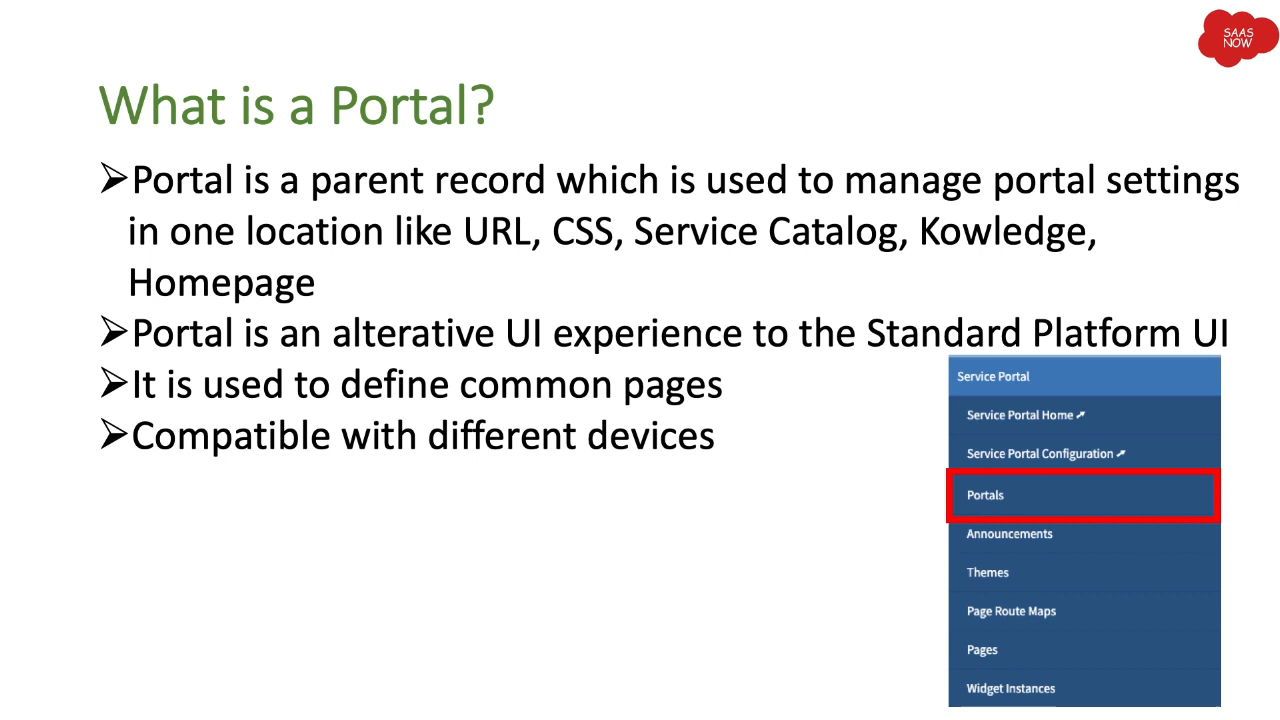 SAAS
NOW
What is a Portal?
➢Portal is a parent record which is used to manage portal settings
in one location like URL, CSS, Service Catalog, Kowledge,
Homepage
➢Portal is an alterative UI experience to the Standard Platform UI
➢It is used to define common pages
➢Compatible with different devices
Service Portal
Service Portal Home
Service Portal Configuration
Portals
Announcements
Themes
Page Route Maps
Pages
Widget Instances